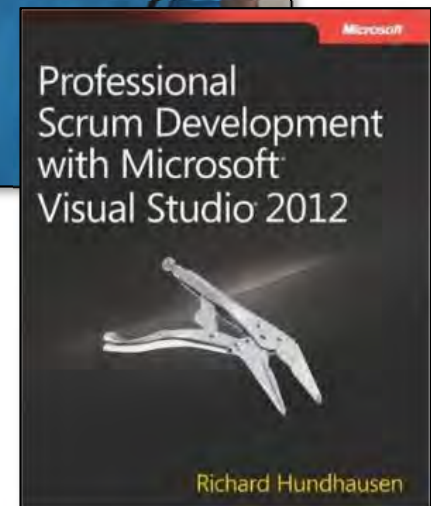 Microsoft
Professional
Scrum Development
with Microsoft
Visual Studio 2012
Richard Hundhausen